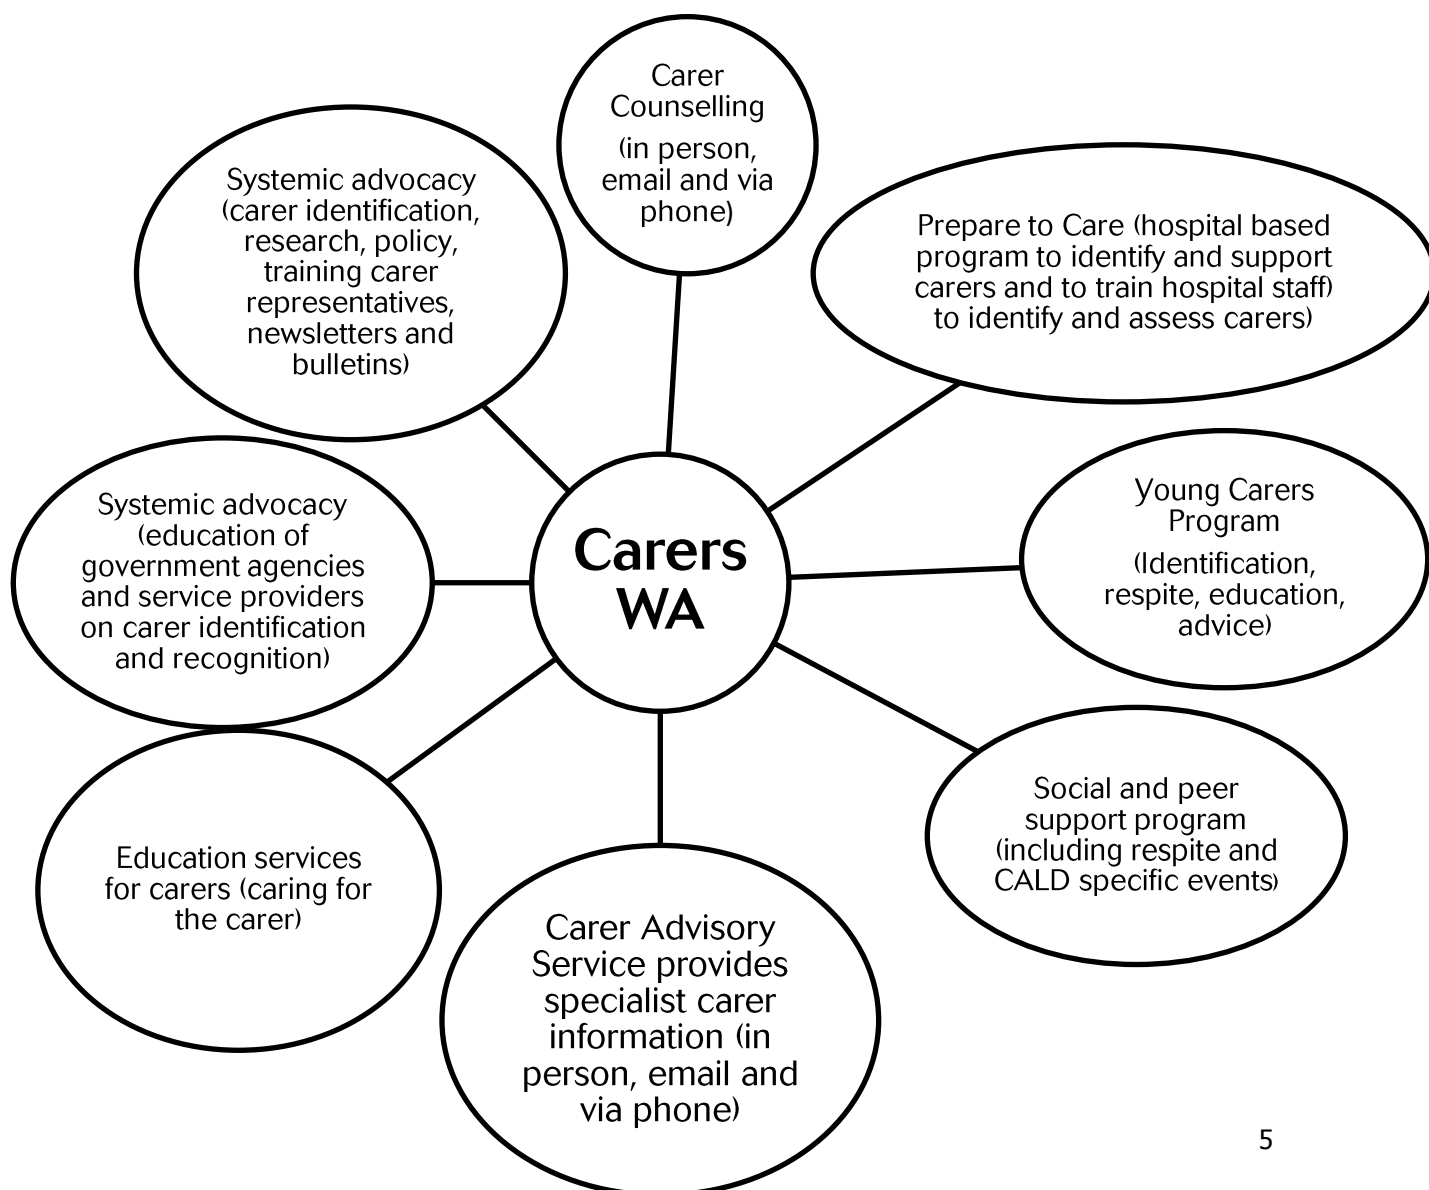 Carer
Counselling
(in person,
email and via
phone)
Systemic advocacy
(carer identification,
research, policy,
training carer
representatives,
newsletters and
bulletins)
Prepare to Care (hospital based
program to identify and support
carers and to train hospital staff)
to identify and assess carers)
Young Carers
Program
(Identification,
respite, education,
advice)
Carers
WA
Systemic advocacy
(education of
government agencies
and service providers
on carer identification
and recognition)
Social and peer
support program
(including respite and
CALD specific events)
Education services
for carers (caring for
the carer)
Carer Advisory
Service provides
specialist carer
information (in
person, email and
via phone)
5